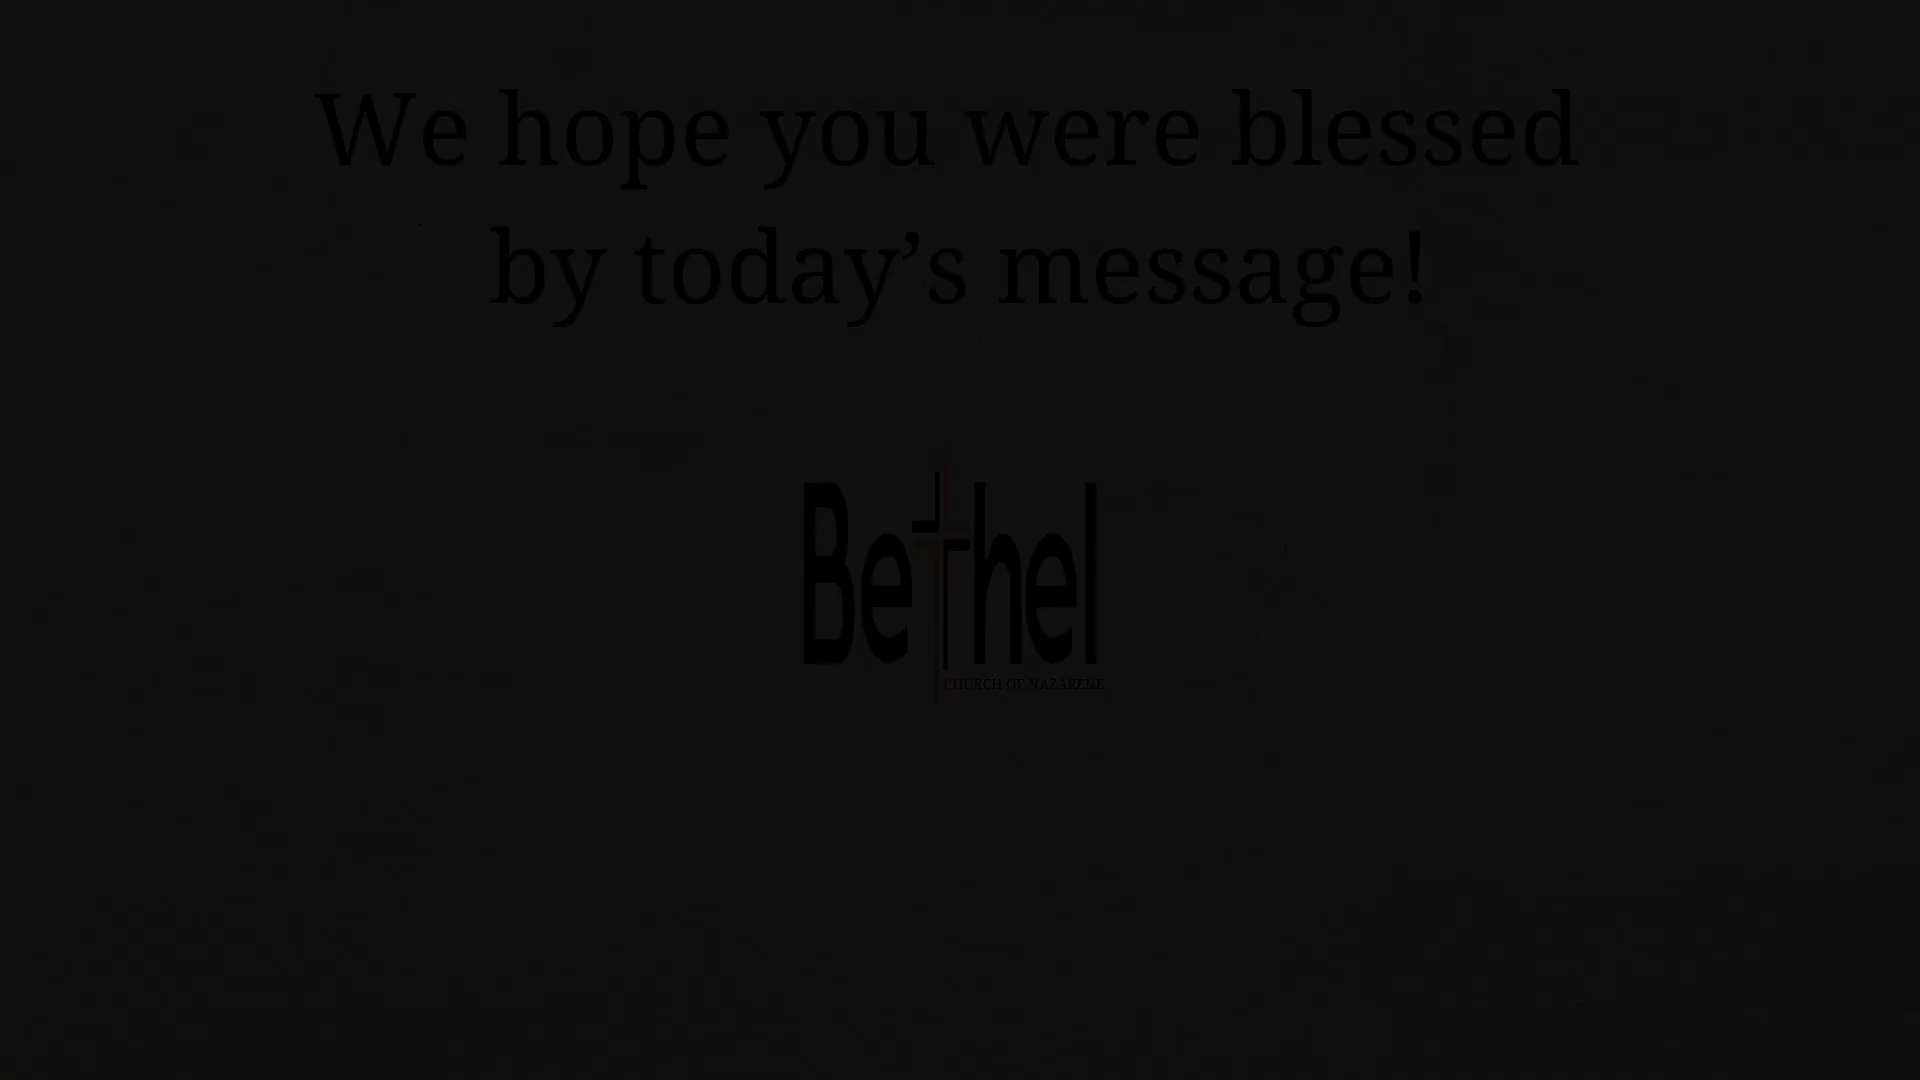 We hope you were blessed
by today’s message!
Bethel
CHURCH OF NAZARENE